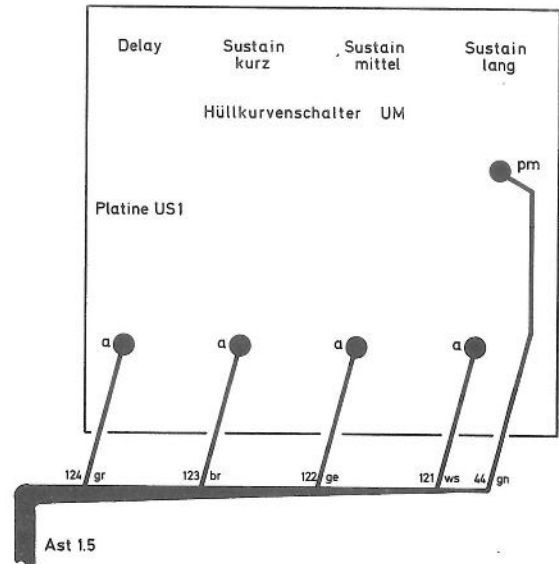 Delay Sustain kurz Sustain mittel Sustain lang
Hüllkurvenschalter UM
pm
Platine US1
a a a a
124 gr 123 br 122 ge 121 ws 44 gn
Ast 1.5